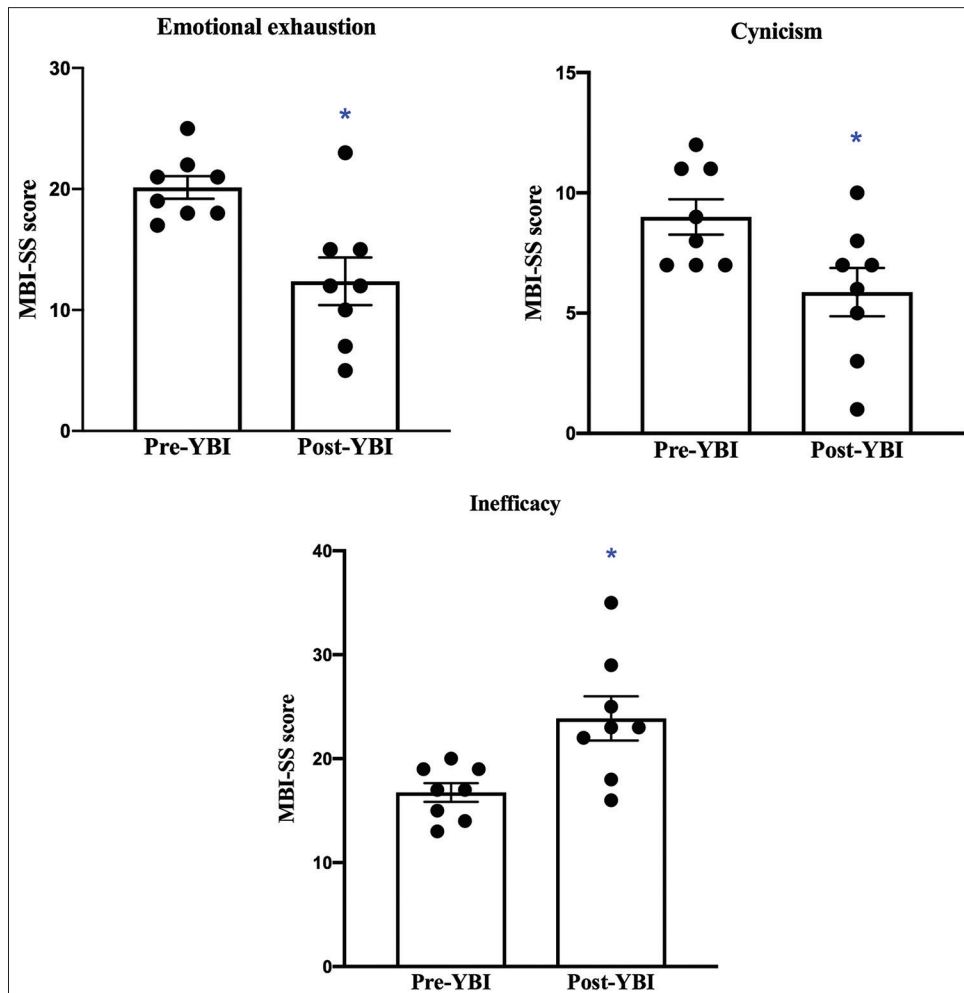 Emotional exhaustion
MBI-SS score
30
20
10
0
*
Pre-YBI
Post-YBI
Cynicism
MBI-SS score
15
10
5
0
*
Pre-YBI
Post-YBI
Inefficacy
MBI-SS score
40
30
20
10
0
*
Pre-YBI
Post-YBI